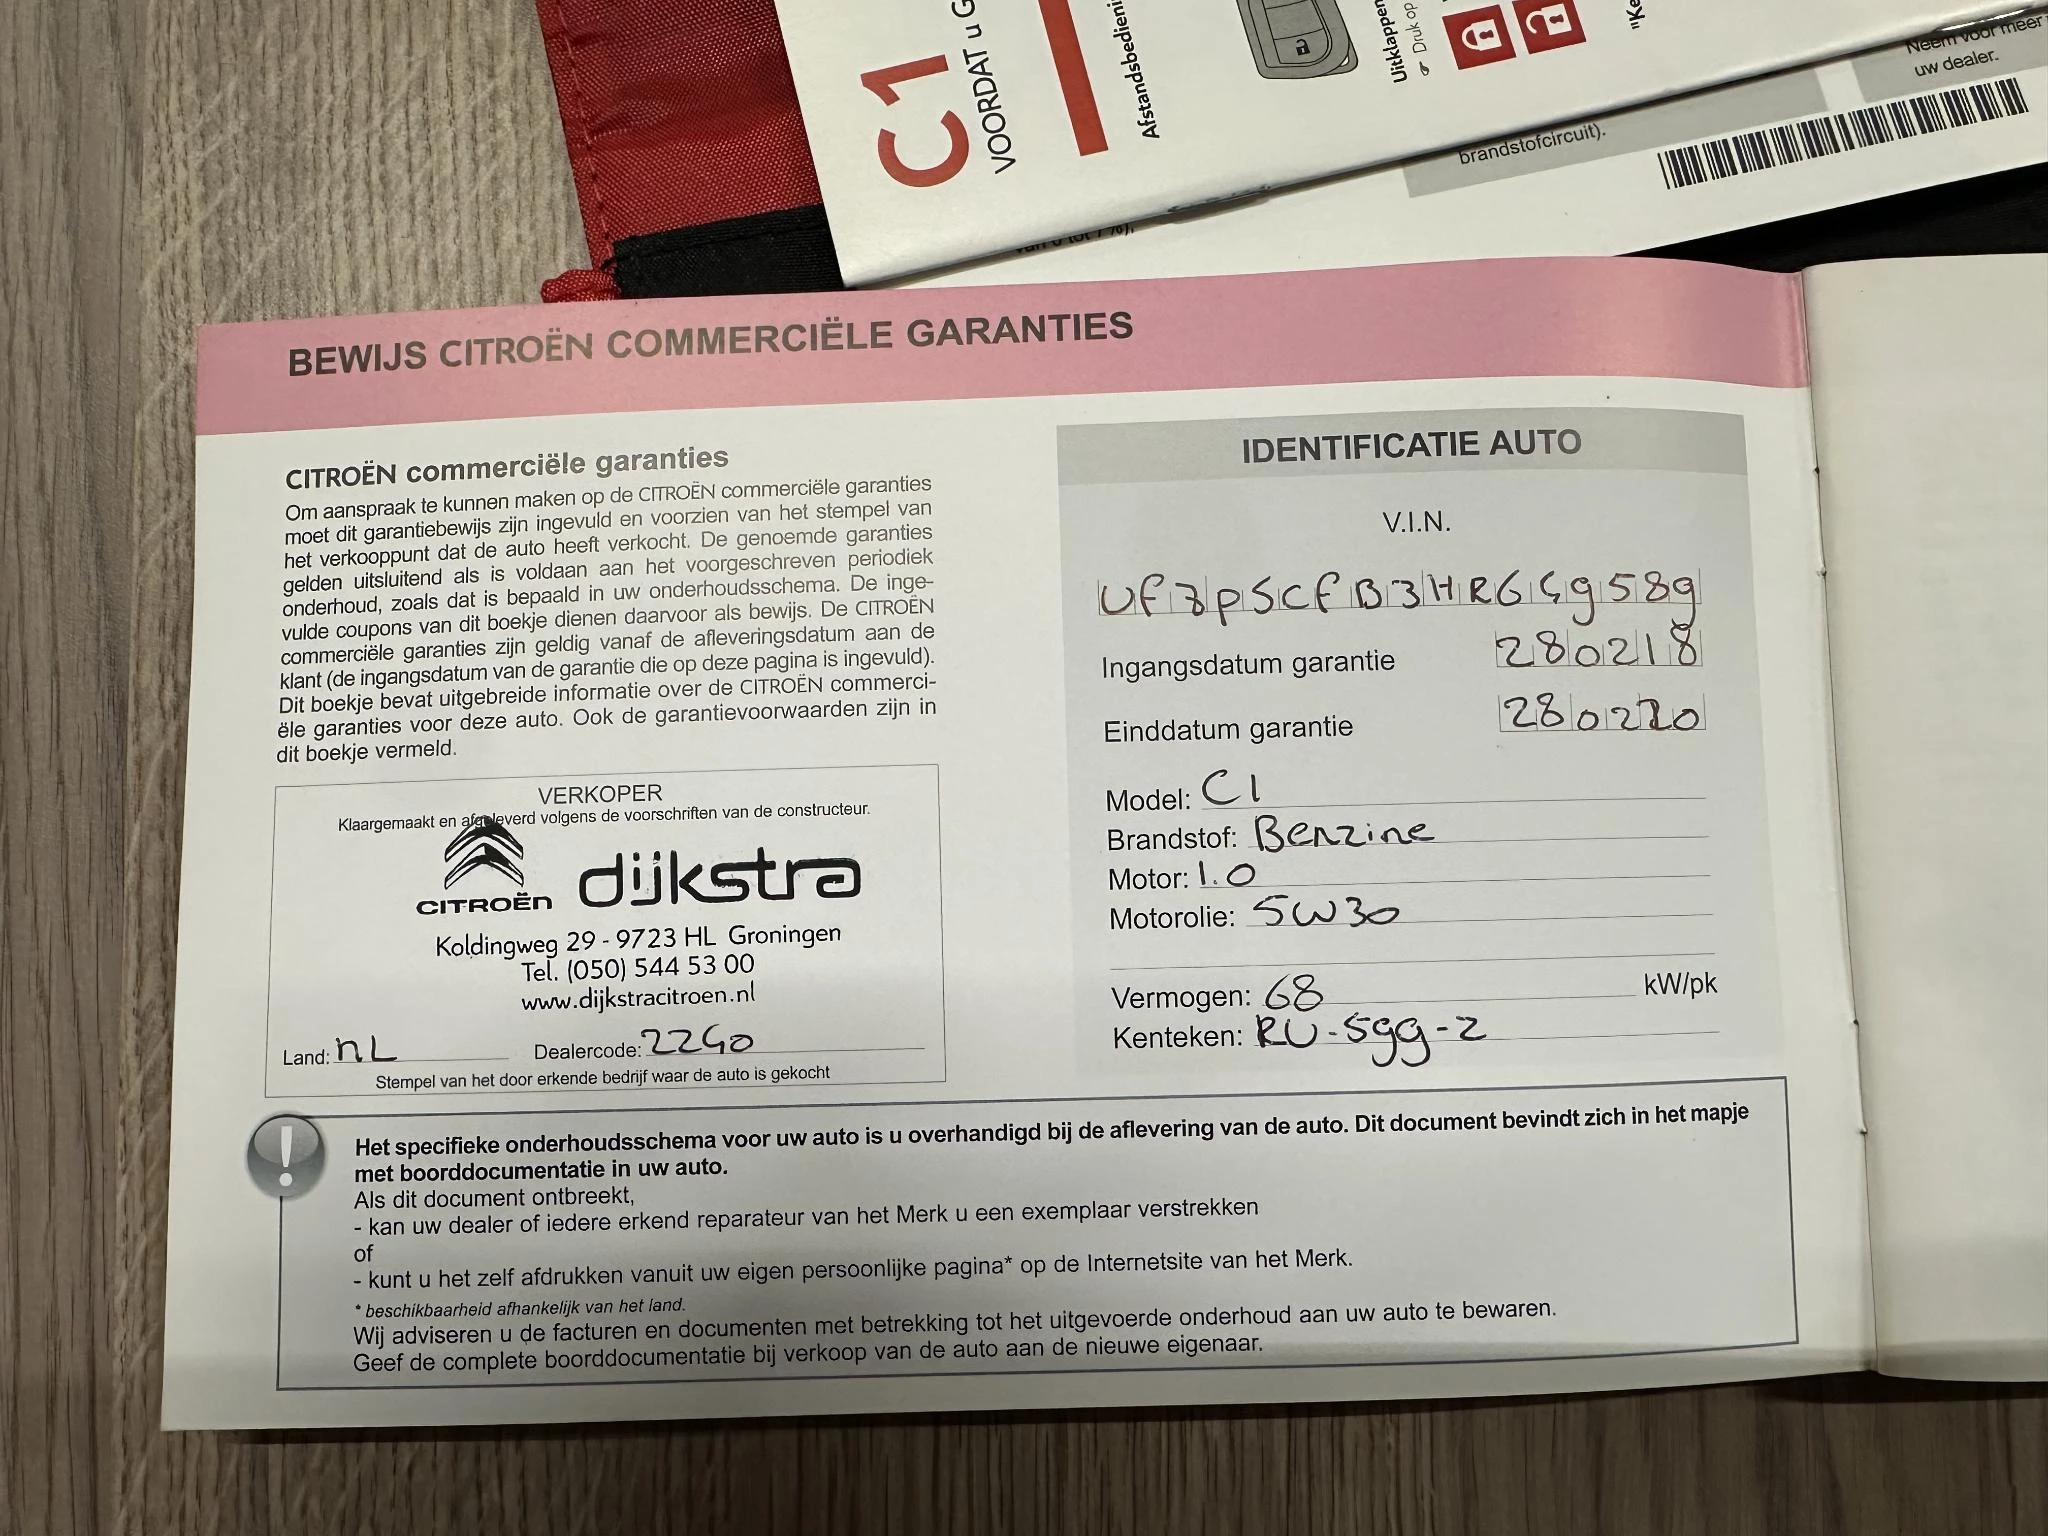 C1
VOORDAT u G
Afstandsbedieni
Uitklappen
Druk op
"Ke
Neem voor meer
uw dealer.
brandstofcircuit).
van 0 tot 7 %),
BEWIJS CITROËN COMMERCIËLE GARANTIES
CITROËN commerciële garanties
Om aanspraak te kunnen maken op de CITROËN commerciële garanties
moet dit garantiebewijs zijn ingevuld en voorzien van het stempel van
het verkooppunt dat de auto heeft verkocht. De genoemde garanties
gelden uitsluitend als is voldaan aan het voorgeschreven periodiek
onderhoud, zoals dat is bepaald in uw onderhoudsschema. De inge-
vulde coupons van dit boekje dienen daarvoor als bewijs. De CITROËN
commerciële garanties zijn geldig vanaf de afleveringsdatum aan de
klant (de ingangsdatum van de garantie die op deze pagina is ingevuld).
Dit boekje bevat uitgebreide informatie over de CITROËN commerci-
ële garanties voor deze auto. Ook de garantievoorwaarden zijn in
dit boekje vermeld.
VERKOPER
Klaargemaakt en afgeleverd volgens de voorschriften van de constructeur.
CITROËN dijkstra
Koldingweg 29 - 9723 HL Groningen
Tel. (050) 544 53 00
www.dijkstracitroen.nl
Land: nL Dealercode: 2240
Stempel van het door erkende bedrijf waar de auto is gekocht
IDENTIFICATIE AUTO
V.I.N.
Uf7pSCfB3HR649589
Ingangsdatum garantie 280218
Einddatum garantie 280220
Model: C1
Brandstof: Benzine
Motor: 1.0
Motorolie: 5W30
Vermogen: 68 kW/pk
Kenteken: RU-599-Z
! Het specifieke onderhoudsschema voor uw auto is u overhandigd bij de aflevering van de auto. Dit document bevindt zich in het mapje
met boorddocumentatie in uw auto.
Als dit document ontbreekt,
- kan uw dealer of iedere erkend reparateur van het Merk u een exemplaar verstrekken
of
- kunt u het zelf afdrukken vanuit uw eigen persoonlijke pagina* op de Internetsite van het Merk.
* beschikbaarheid afhankelijk van het land.
Wij adviseren u de facturen en documenten met betrekking tot het uitgevoerde onderhoud aan uw auto te bewaren.
Geef de complete boorddocumentatie bij verkoop van de auto aan de nieuwe eigenaar.